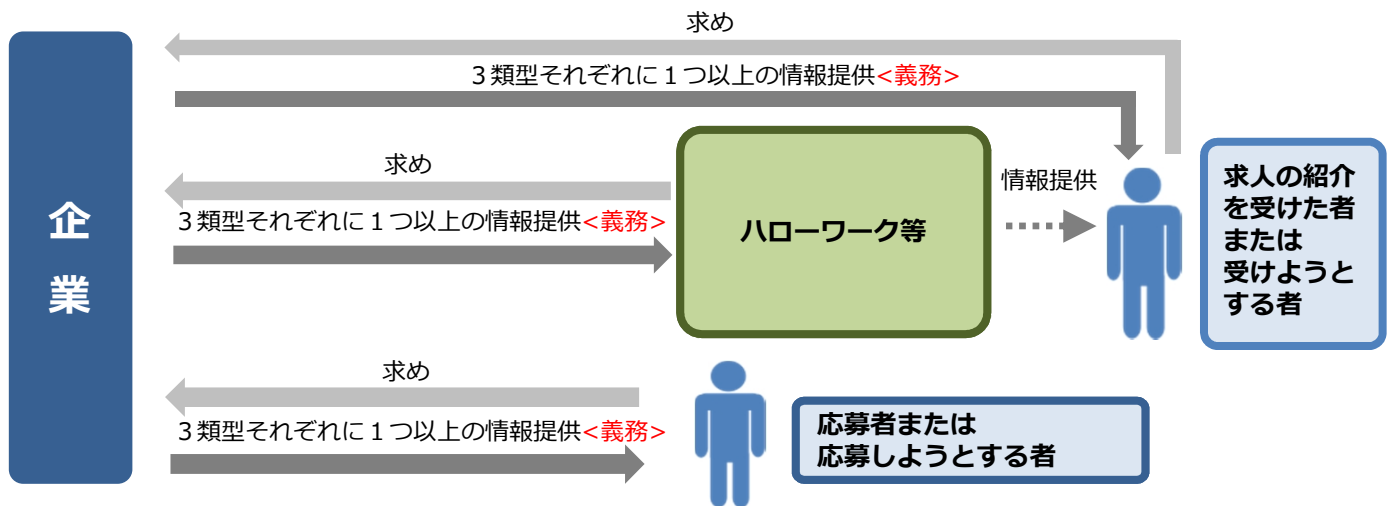 求め
３類型それぞれに１つ以上の情報提供<義務>
求め
３類型それぞれに１つ以上の情報提供<義務>
企
業
ハローワーク等
情報提供
求人の紹介
を受けた者
または
受けようと
する者
求め
３類型それぞれに１つ以上の情報提供<義務>
応募者または
応募しようとする者